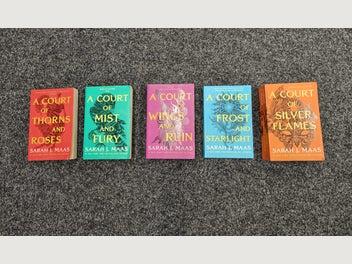 A COURT
OF
THORNS
AND
ROSES
SARAH J. MAAS
A COURT
OF
MIST
AND
FURY
SARAH J. MAAS
A COURT
OF
WINGS
AND
RUIN
SARAH J. MAAS
A COURT
OF
FROST
AND
STARLIGHT
SARAH J. MAAS
A COURT
OF
SILVER
FLAMES
SARAH J. MAAS